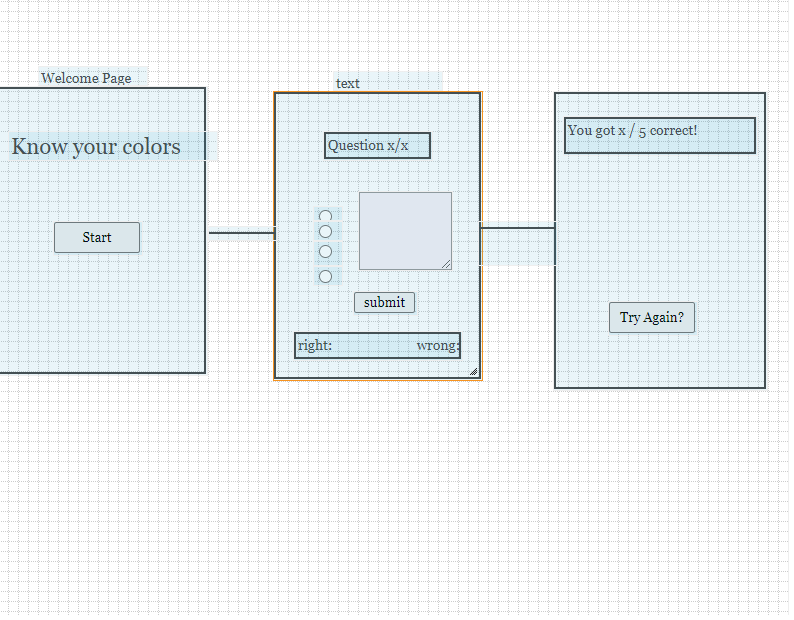 Welcome Page
Know your colors
Start
text
Question x/x
submit
right: wrong:
You got x / 5 correct!
Try Again?